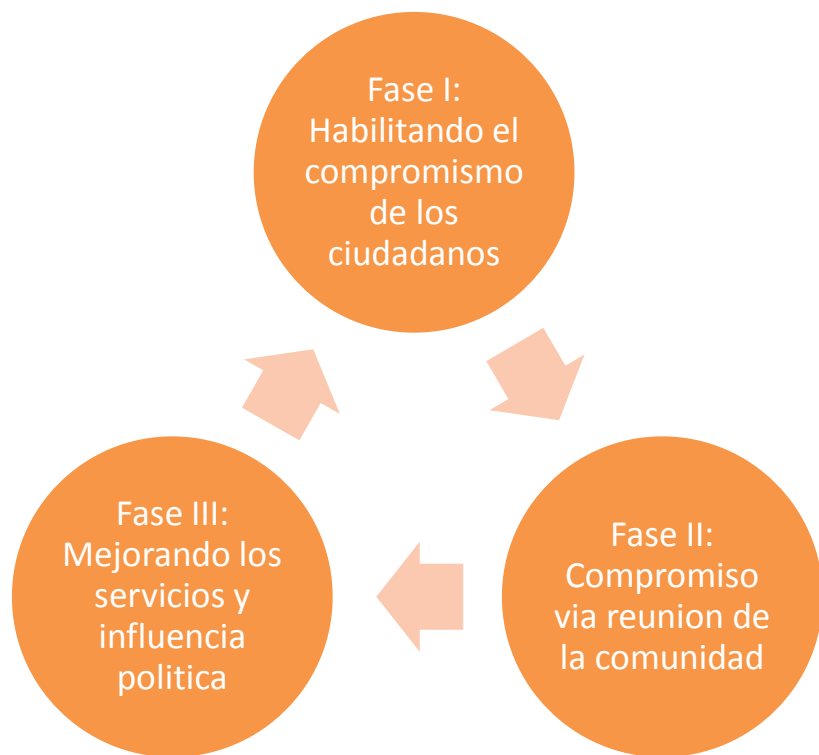 Fase I:
Habilitando el
compromismo
de los
ciudadanos
Fase II:
Compromiso
via reunion de
la comunidad
Fase III:
Mejorando los
servicios y
influencia
politica